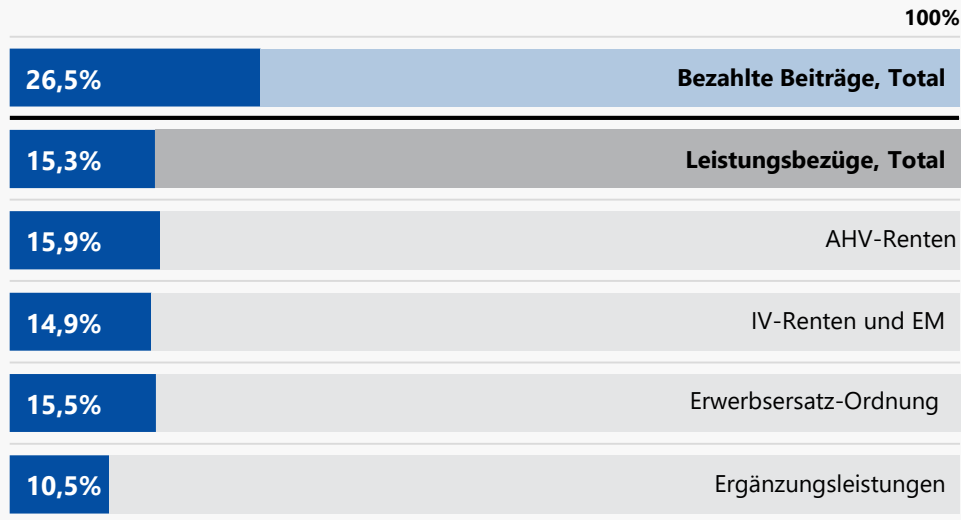 100%
26,5% Bezahlte Beiträge, Total
15,3% Leistungsbezüge, Total
15,9% AHV-Renten
14,9% IV-Renten und EM
15,5% Erwerbsersatz-Ordnung
10,5% Ergänzungsleistungen